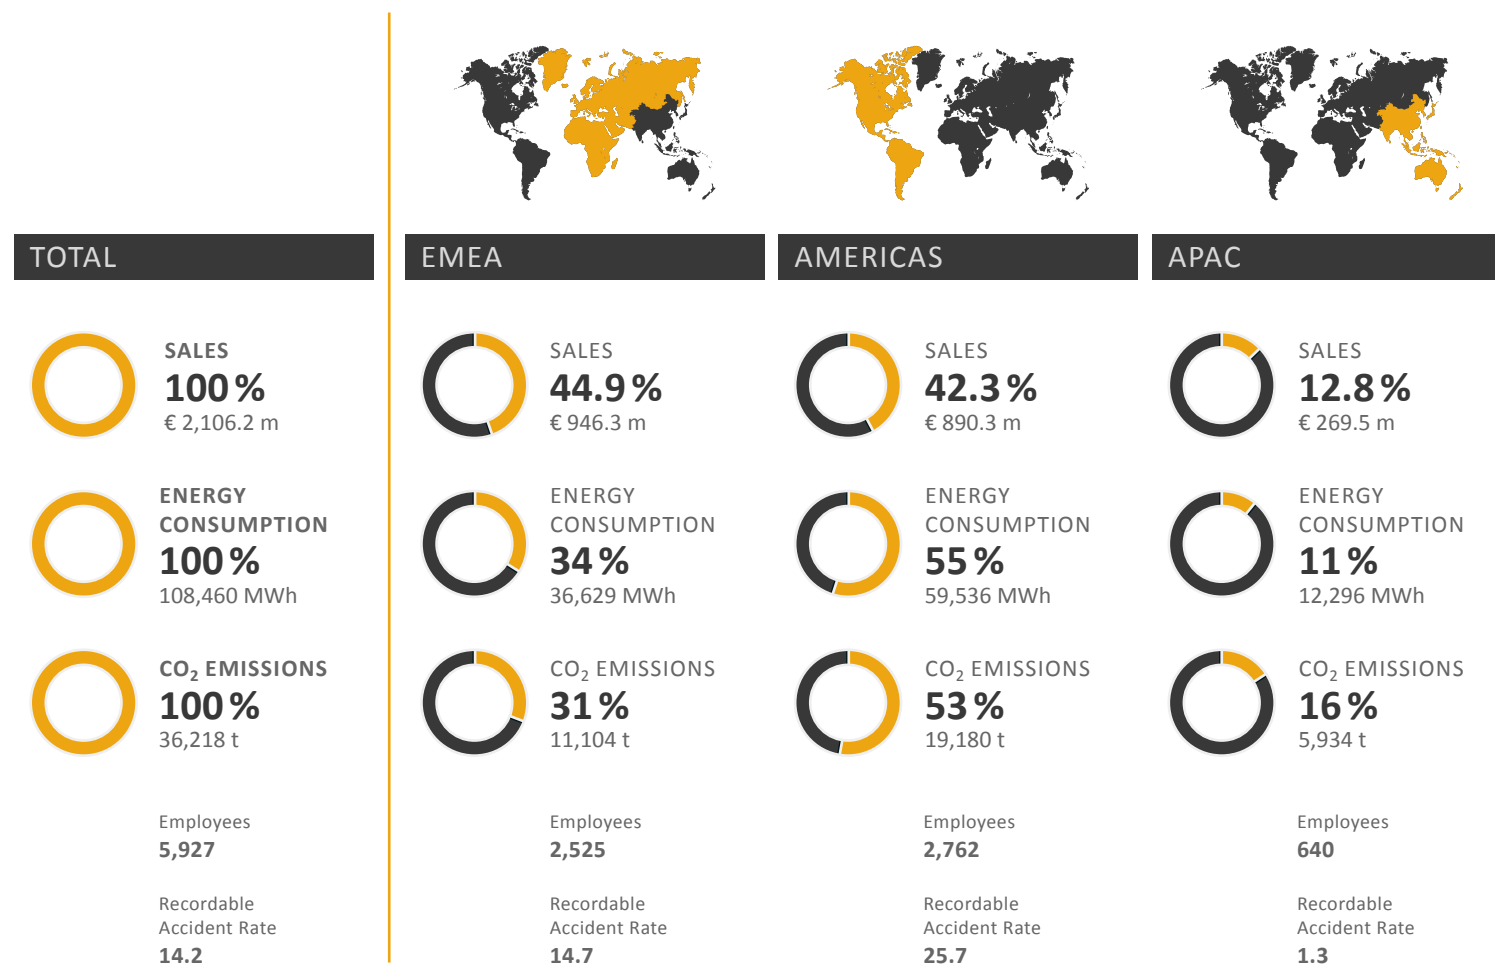 TOTAL
SALES
100 %
€ 2,106.2 m
ENERGY
CONSUMPTION
100 %
108,460 MWh
CO₂ EMISSIONS
100 %
36,218 t
Employees
5,927
Recordable
Accident Rate
14.2
EMEA
SALES
44.9 %
€ 946.3 m
ENERGY
CONSUMPTION
34 %
36,629 MWh
CO₂ EMISSIONS
31 %
11,104 t
Employees
2,525
Recordable
Accident Rate
14.7
AMERICAS
SALES
42.3 %
€ 890.3 m
ENERGY
CONSUMPTION
55 %
59,536 MWh
CO₂ EMISSIONS
53 %
19,180 t
Employees
2,762
Recordable
Accident Rate
25.7
APAC
SALES
12.8 %
€ 269.5 m
ENERGY
CONSUMPTION
11 %
12,296 MWh
CO₂ EMISSIONS
16 %
5,934 t
Employees
640
Recordable
Accident Rate
1.3